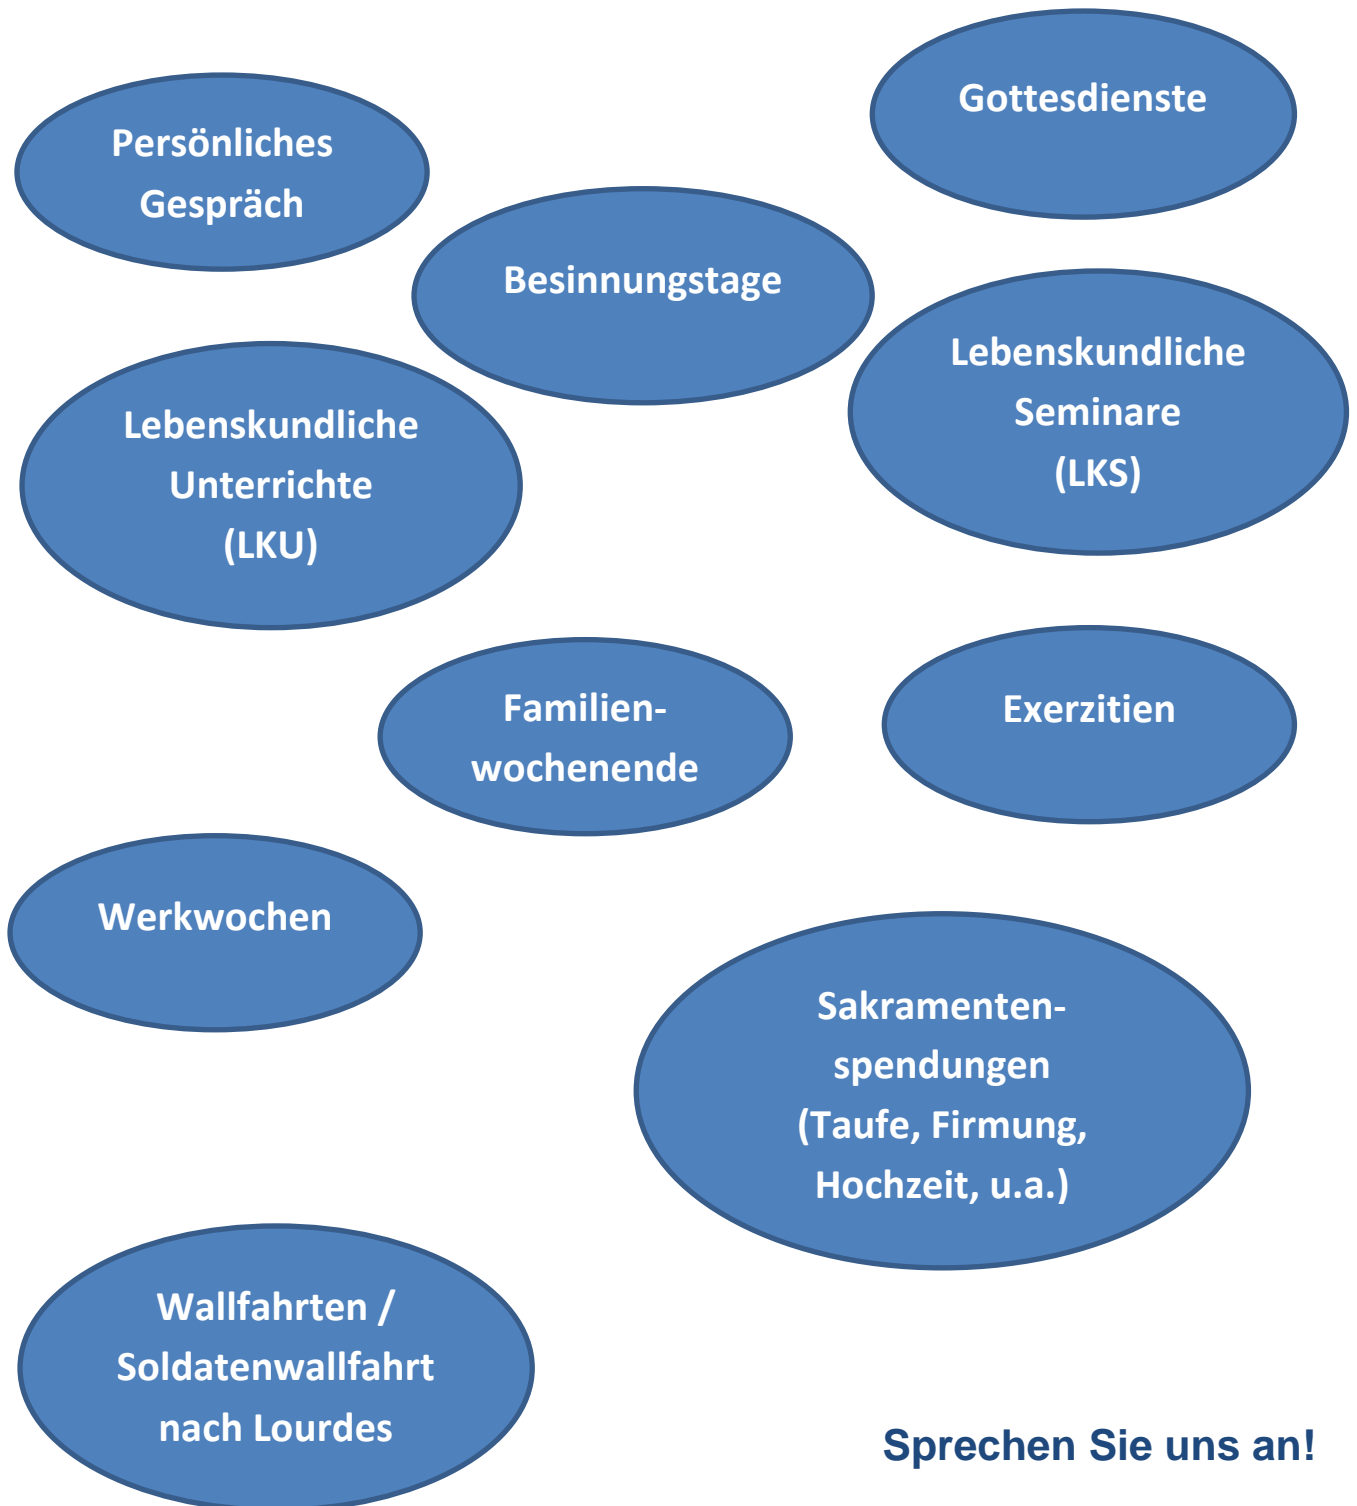 Gottesdienste
Persönliches
Gespräch
Besinnungstage
Lebenskundliche
Seminare
(LKS)
Lebenskundliche
Unterrichte
(LKU)
Familien-
wochenende
Exerzitien
Werkwochen
Sakramenten-
spendungen
(Taufe, Firmung,
Hochzeit, u.a.)
Wallfahrten /
Soldatenwallfahrt
nach Lourdes
Sprechen Sie uns an!